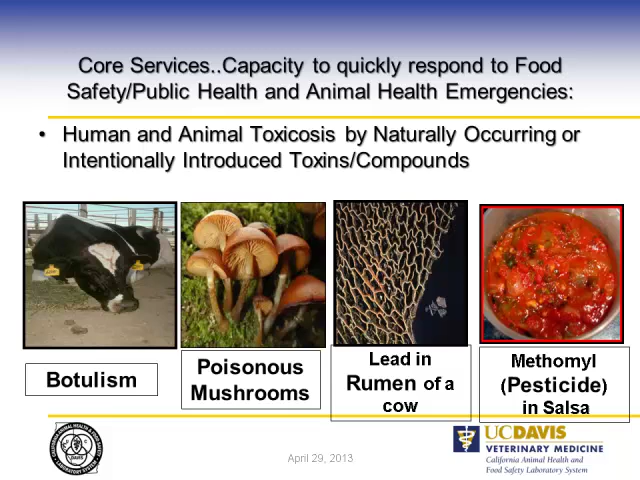 Core Services..Capacity to quickly respond to Food
Safety/Public Health and Animal Health Emergencies:
• Human and Animal Toxicosis by Naturally Occurring or
Intentionally Introduced Toxins/Compounds
Botulism
Poisonous
Mushrooms
Lead in
Rumen of a
cow
Methomyl
(Pesticide)
in Salsa
April 29, 2013
UCDAVIS
VETERINARY MEDICINE
California Animal Health and
Food Safety Laboratory System